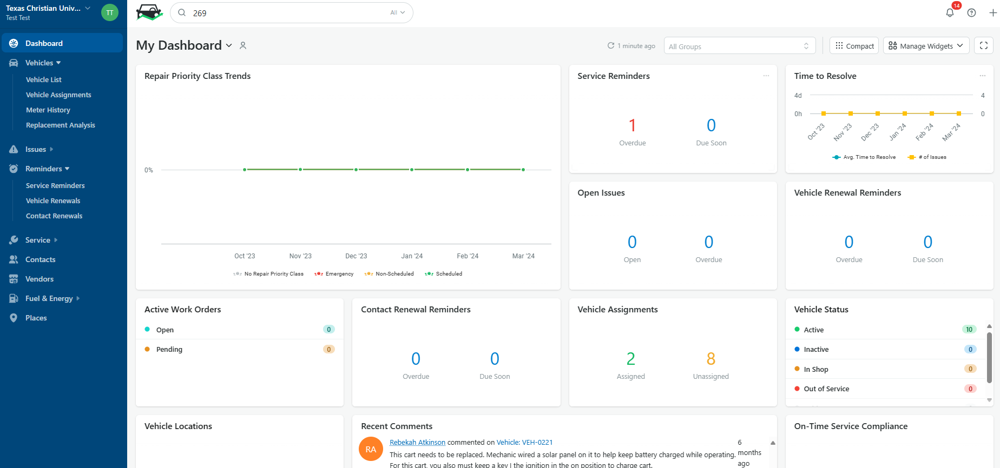 Texas Christian Univ...
Test Test
TT
269
All
14
Dashboard
Vehicles
Vehicle List
Vehicle Assignments
Meter History
Replacement Analysis
Issues
Reminders
Service Reminders
Vehicle Renewals
Contact Renewals
Service
Contacts
Vendors
Fuel & Energy
Places
My Dashboard
1 minute ago
All Groups
Compact
Manage Widgets
Repair Priority Class Trends
0%
Oct '23 Nov '23 Dec '23 Jan '24 Feb '24 Mar '24
No Repair Priority Class Emergency Non-Scheduled Scheduled
Service Reminders
1 0
Overdue Due Soon
Time to Resolve
4d 4
0h 0
Oct '23 Nov '23 Dec '23 Jan '24 Feb '24 Mar '24
Avg. Time to Resolve # of Issues
Open Issues
0 0
Open Overdue
Vehicle Renewal Reminders
0 0
Overdue Due Soon
Active Work Orders
Open 0
Pending 0
Contact Renewal Reminders
0 0
Overdue Due Soon
Vehicle Assignments
2 8
Assigned Unassigned
Vehicle Status
Active 10
Inactive 0
In Shop 0
Out of Service 0
Vehicle Locations
Recent Comments
RA
Rebekah Atkinson commented on Vehicle: VEH-0221
This cart needs to be replaced. Mechanic wired a solar panel on it to help keep battery charged while operating.
For this cart, you also must keep a key I the ignition in the on position to charge cart.
6
months
ago
On-Time Service Compliance